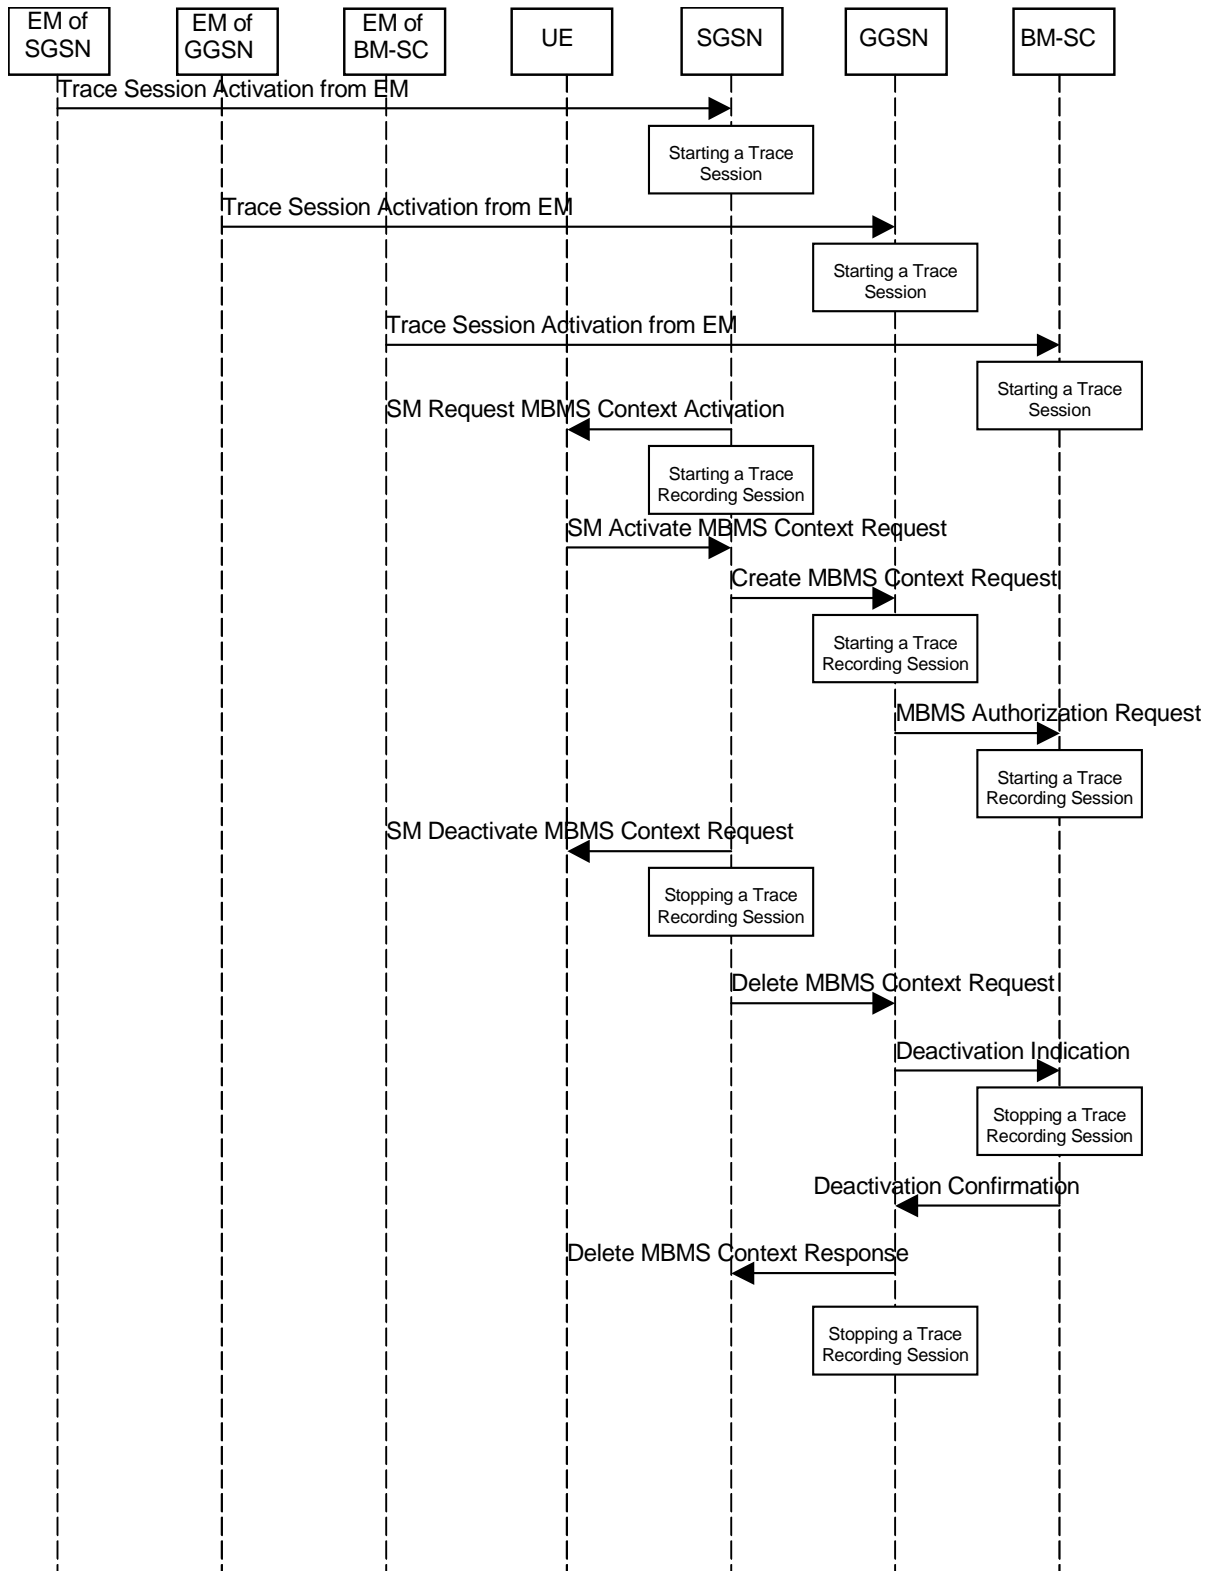 EM of
SGSN
EM of
GGSN
EM of
BM-SC
UE
SGSN
GGSN
BM-SC
Trace Session Activation from EM
Starting a Trace
Session
Trace Session Activation from EM
Starting a Trace
Session
Trace Session Activation from EM
Starting a Trace
Session
SM Request MBMS Context Activation
Starting a Trace
Recording Session
SM Activate MBMS Context Request
Create MBMS Context Request
Starting a Trace
Recording Session
MBMS Authorization Request
Starting a Trace
Recording Session
SM Deactivate MBMS Context Request
Stopping a Trace
Recording Session
Delete MBMS Context Request
Deactivation Indication
Stopping a Trace
Recording Session
Deactivation Confirmation
Delete MBMS Context Response
Stopping a Trace
Recording Session